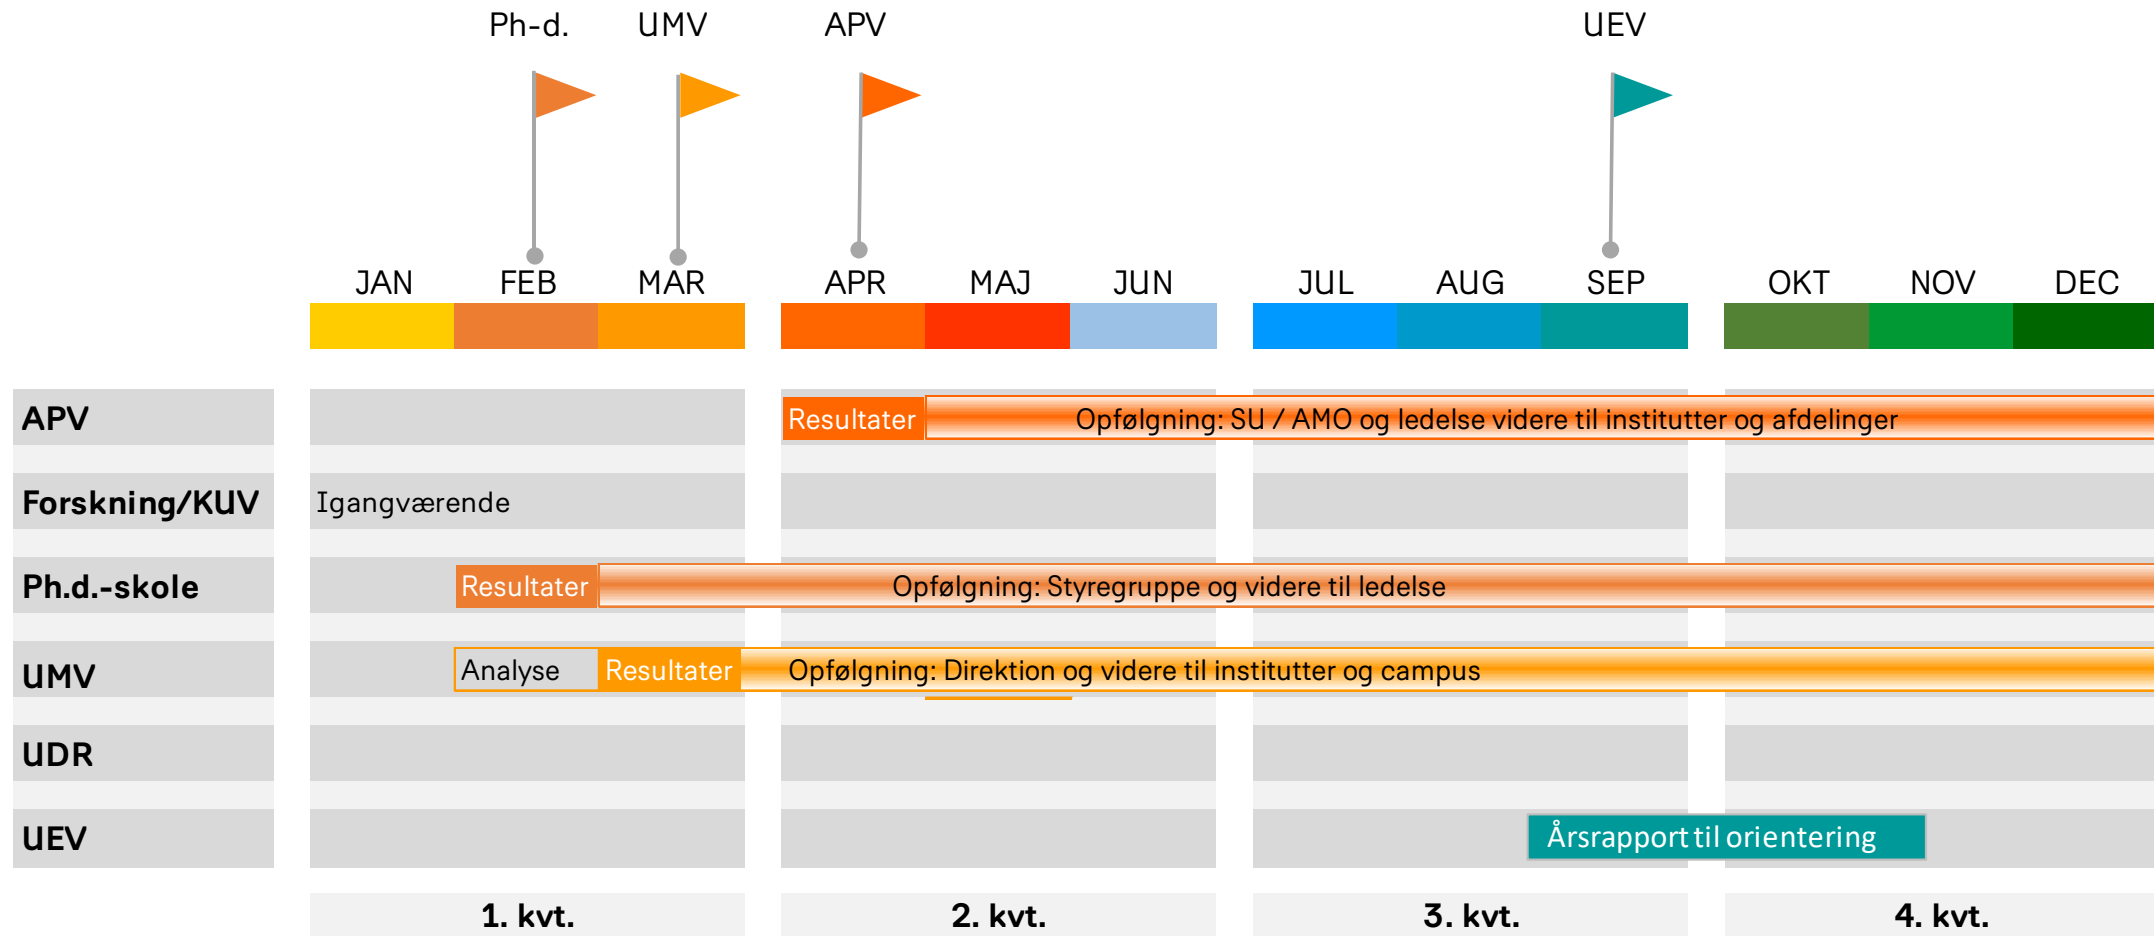 Ph-d. UMV APV UEV
JAN FEB MAR APR MAJ JUN JUL AUG SEP OKT NOV DEC
APV Resultater Opfølgning: SU / AMO og ledelse videre til institutter og afdelinger
Forskning/KUV Igangværende
Ph.d.-skole Resultater Opfølgning: Styregruppe og videre til ledelse
UMV Analyse Resultater Opfølgning: Direktion og videre til institutter og campus
UDR
UEV Årsrapport til orientering
1. kvt. 2. kvt. 3. kvt. 4. kvt.